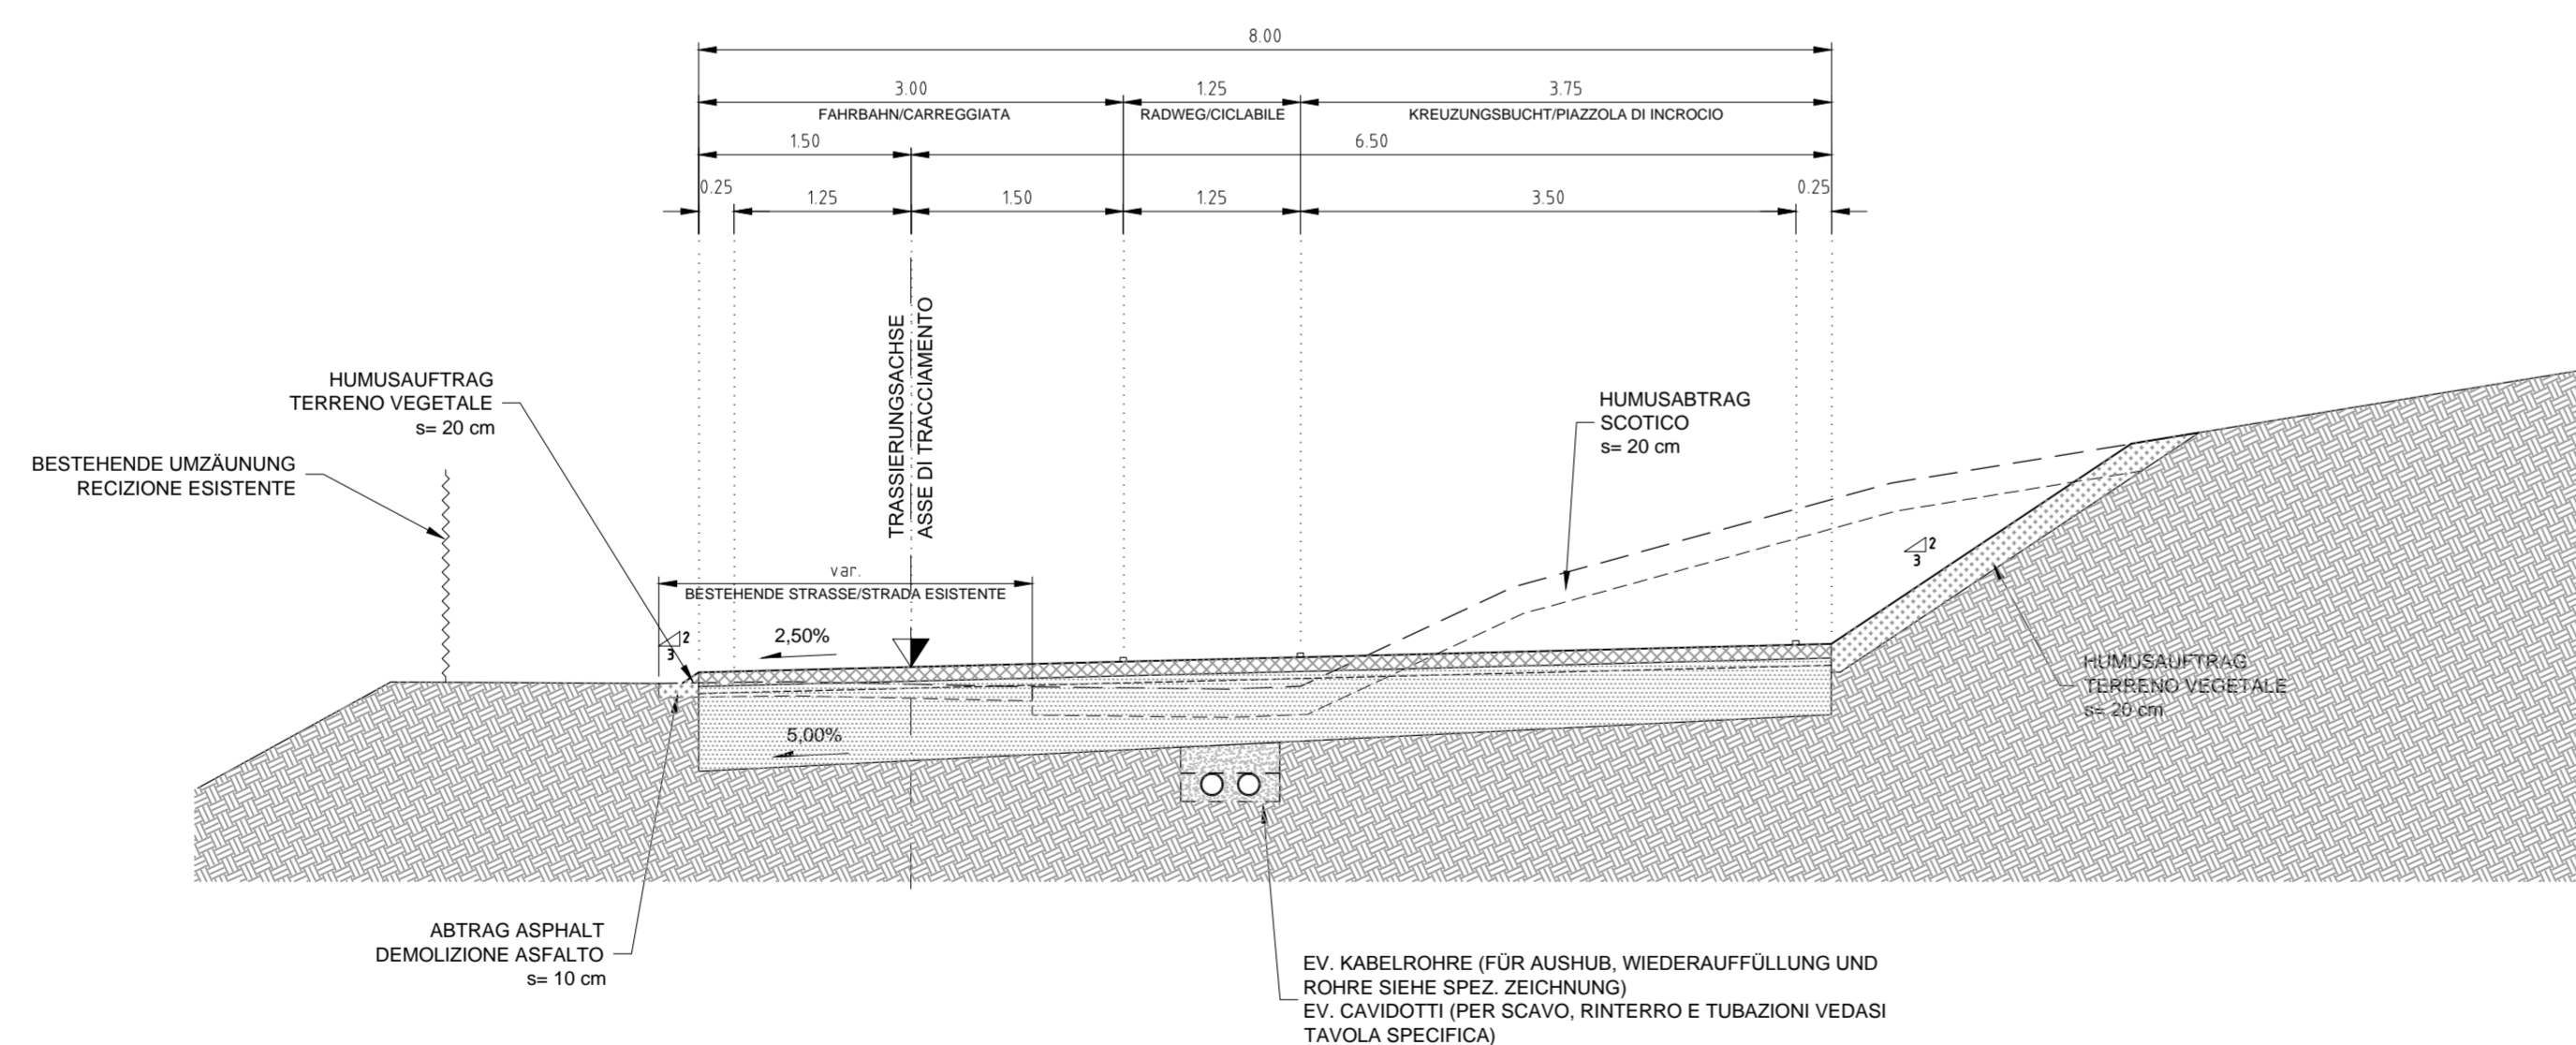 8.00
3.00
1.25
3.75
FAHRBAHN/CARREGGIATA
RADWEG/CICLABILE
KREUZUNGSBUCHT/PIAZZOLA DI INCROCIO
1.50
6.50
0.25
1.25
1.50
1.25
3.50
0.25
TRASSIERUNGSACHSE
ASSE DI TRACCIAMENTO
HUMUSAUFTRAG
TERRENO VEGETALE
s= 20 cm
BESTEHENDE UMZÄUNUNG
RECIZIONE ESISTENTE
HUMUSABTRAG
SCOTICO
s= 20 cm
var.
BESTEHENDE STRASSE/STRADA ESISTENTE
2
3
2,50%
2
3
5,00%
HUMUSAUFTRAG
TERRENO VEGETALE
s= 20 cm
ABTRAG ASPHALT
DEMOLIZIONE ASFALTO
s= 10 cm
EV. KABELROHRE (FÜR AUSHUB, WIEDERAUFFÜLLUNG UND
ROHRE SIEHE SPEZ. ZEICHNUNG)
EV. CAVIDOTTI (PER SCAVO, RINTERRO E TUBAZIONI VEDASI
TAVOLA SPECIFICA)